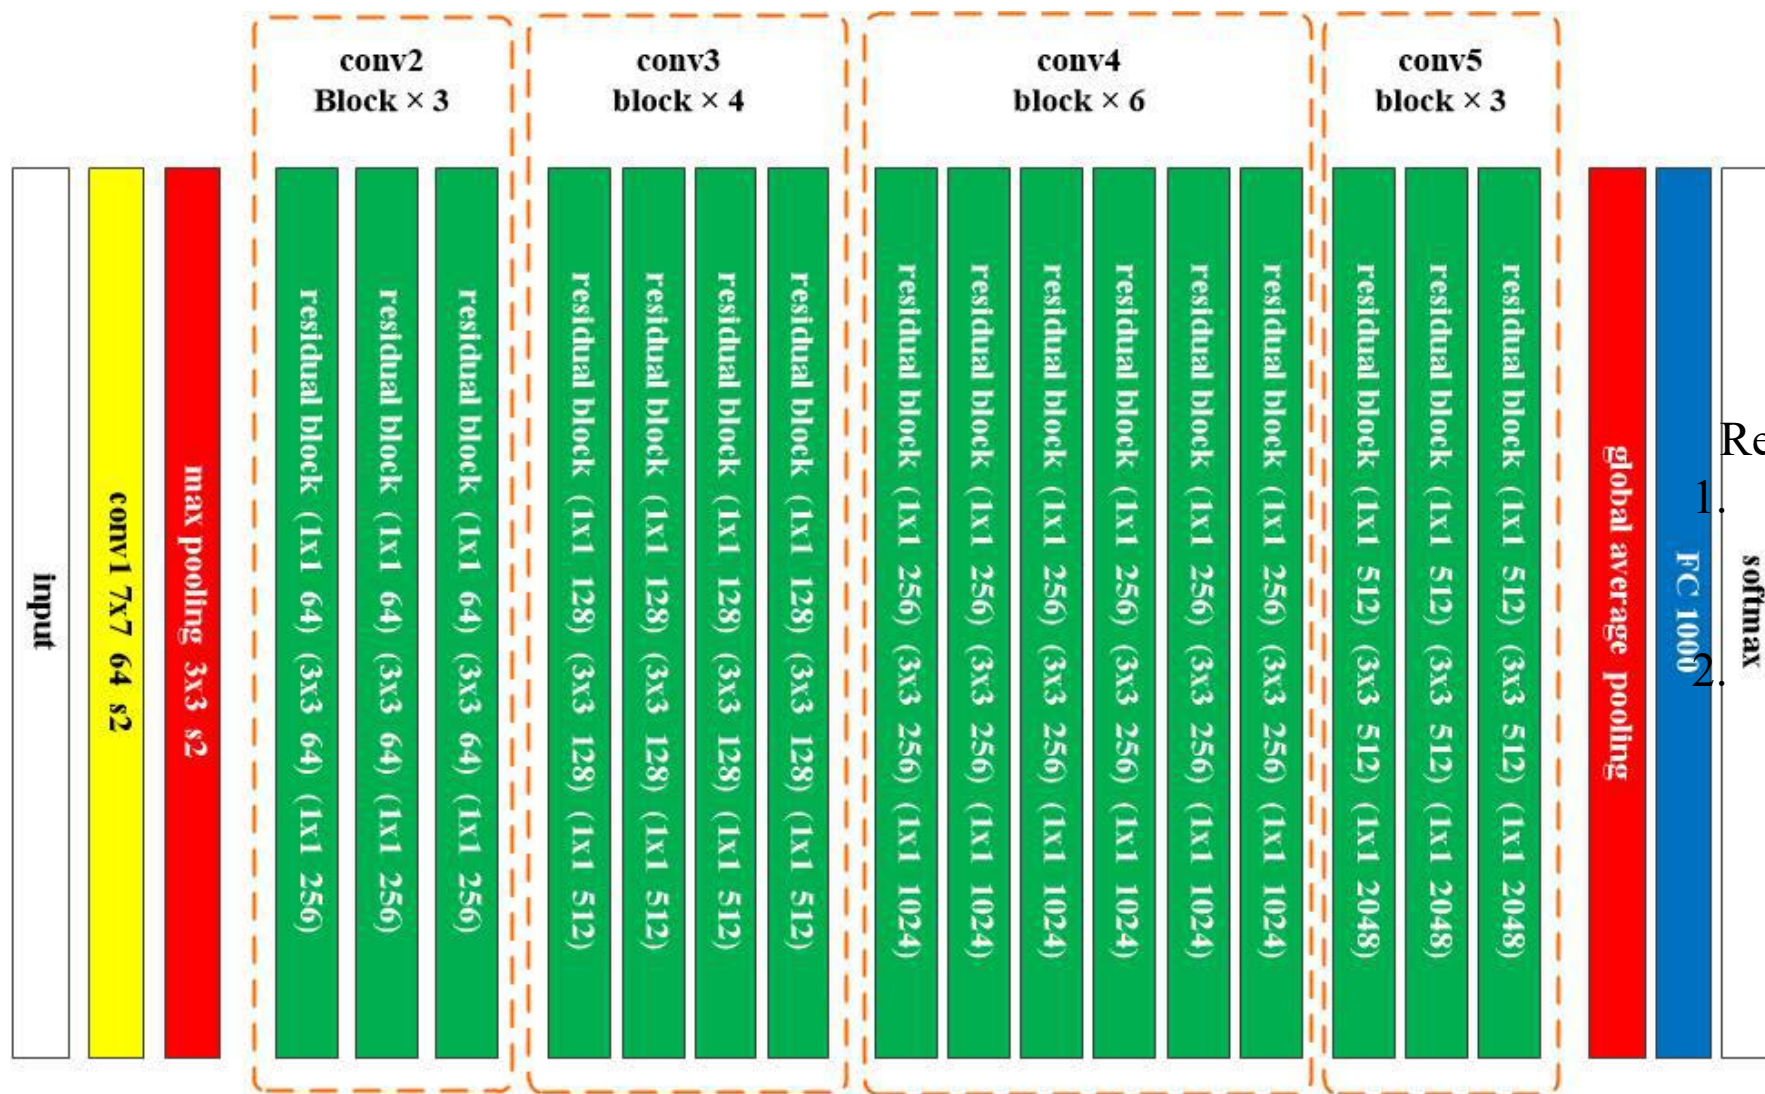 conv2
Block × 3
conv3
block × 4
conv4
block × 6
conv5
block × 3
input
conv1 7x7 64 s2
max pooling 3x3 s2
residual block (1x1 64) (3x3 64) (1x1 256)
residual block (1x1 64) (3x3 64) (1x1 256)
residual block (1x1 64) (3x3 64) (1x1 256)
residual block (1x1 128) (3x3 128) (1x1 512)
residual block (1x1 128) (3x3 128) (1x1 512)
residual block (1x1 128) (3x3 128) (1x1 512)
residual block (1x1 128) (3x3 128) (1x1 512)
residual block (1x1 256) (3x3 256) (1x1 1024)
residual block (1x1 256) (3x3 256) (1x1 1024)
residual block (1x1 256) (3x3 256) (1x1 1024)
residual block (1x1 256) (3x3 256) (1x1 1024)
residual block (1x1 256) (3x3 256) (1x1 1024)
residual block (1x1 256) (3x3 256) (1x1 1024)
residual block (1x1 512) (3x3 512) (1x1 2048)
residual block (1x1 512) (3x3 512) (1x1 2048)
residual block (1x1 512) (3x3 512) (1x1 2048)
global average pooling
FC 1000
softmax
Re
1.
2.